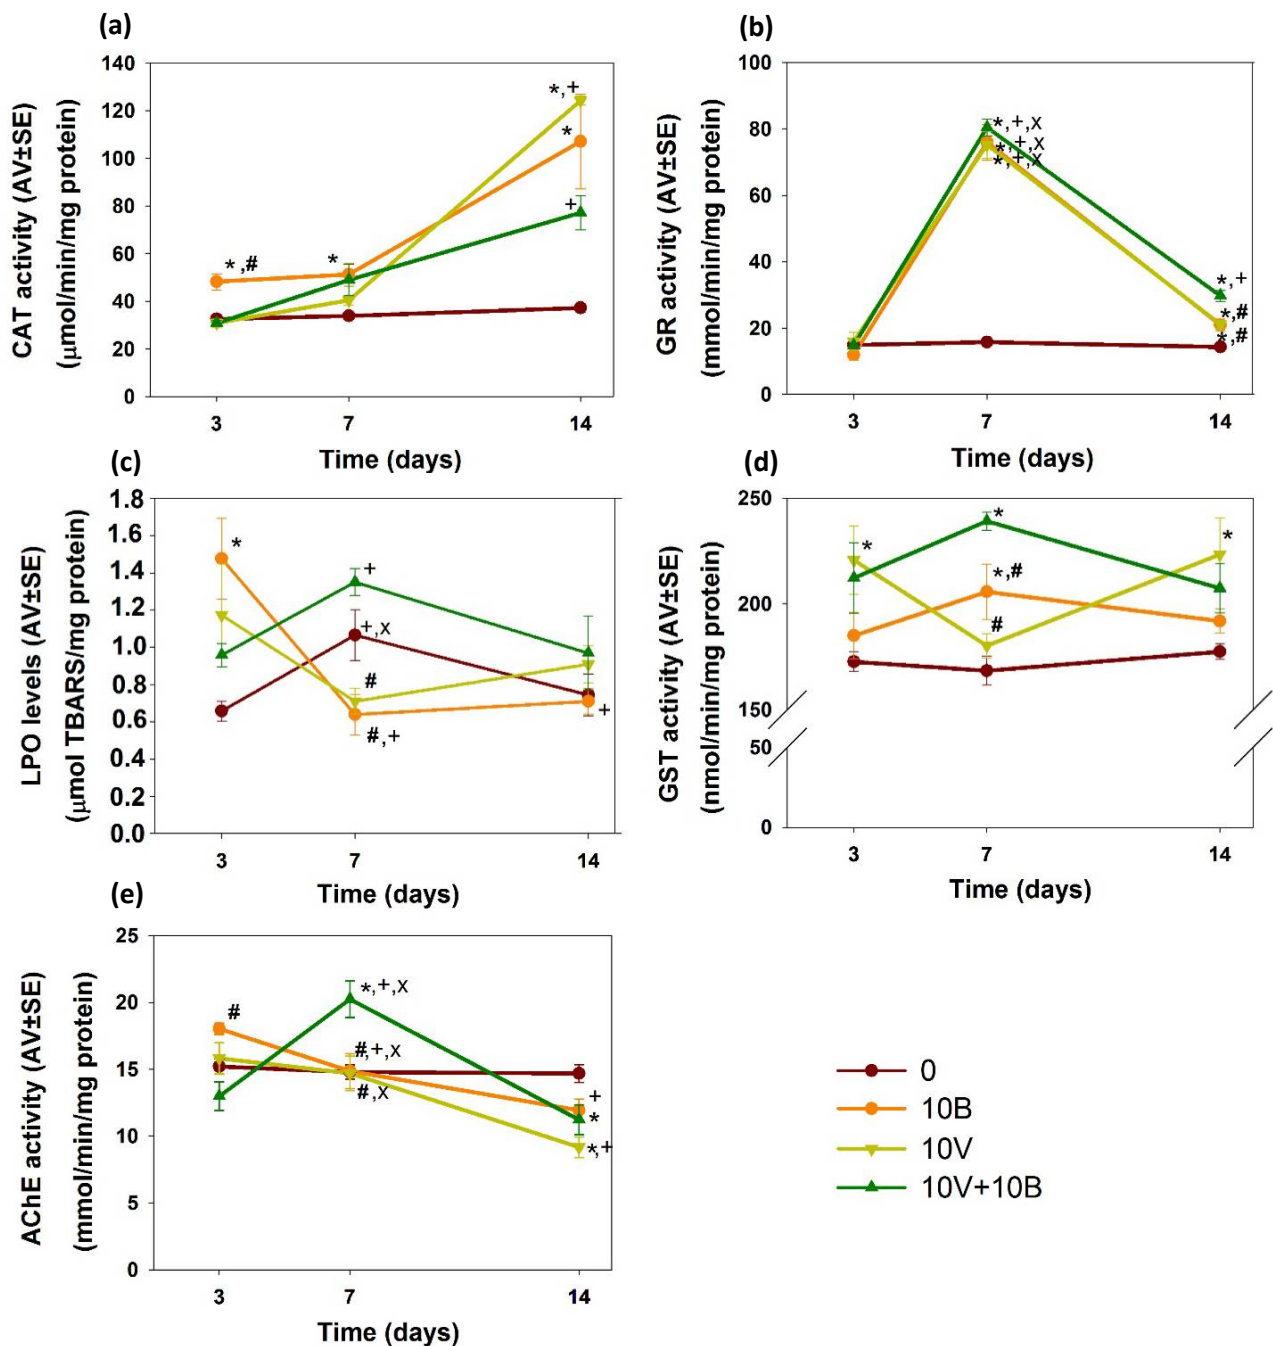 (a)
CAT activity (AV±SE)
(μmol/min/mg protein)
140
120
100
80
60
40
20
0
*,+
*
+
*,#
*
3 7 14
Time (days)
(b)
GR activity (AV±SE)
(mmol/min/mg protein)
100
80
60
40
20
0
*,+,x
*,+,x
*,+,x
*,+
*,#
*,#
3 7 14
Time (days)
(c)
LPO levels (AV±SE)
(μmol TBARS/mg protein)
1.8
1.6
1.4
1.2
1.0
0.8
0.6
0.4
0.2
0.0
*
+
+,x
#
#,+
+
3 7 14
Time (days)
(d)
GST activity (AV±SE)
(nmol/min/mg protein)
250
200
150
50
0
*
*
*
*,#
#
3 7 14
Time (days)
(e)
AChE activity (AV±SE)
(mmol/min/mg protein)
25
20
15
10
5
0
#
*,+,x
#,+,x
#,x
+
*
*,+
3 7 14
Time (days)
0
10B
10V
10V+10B